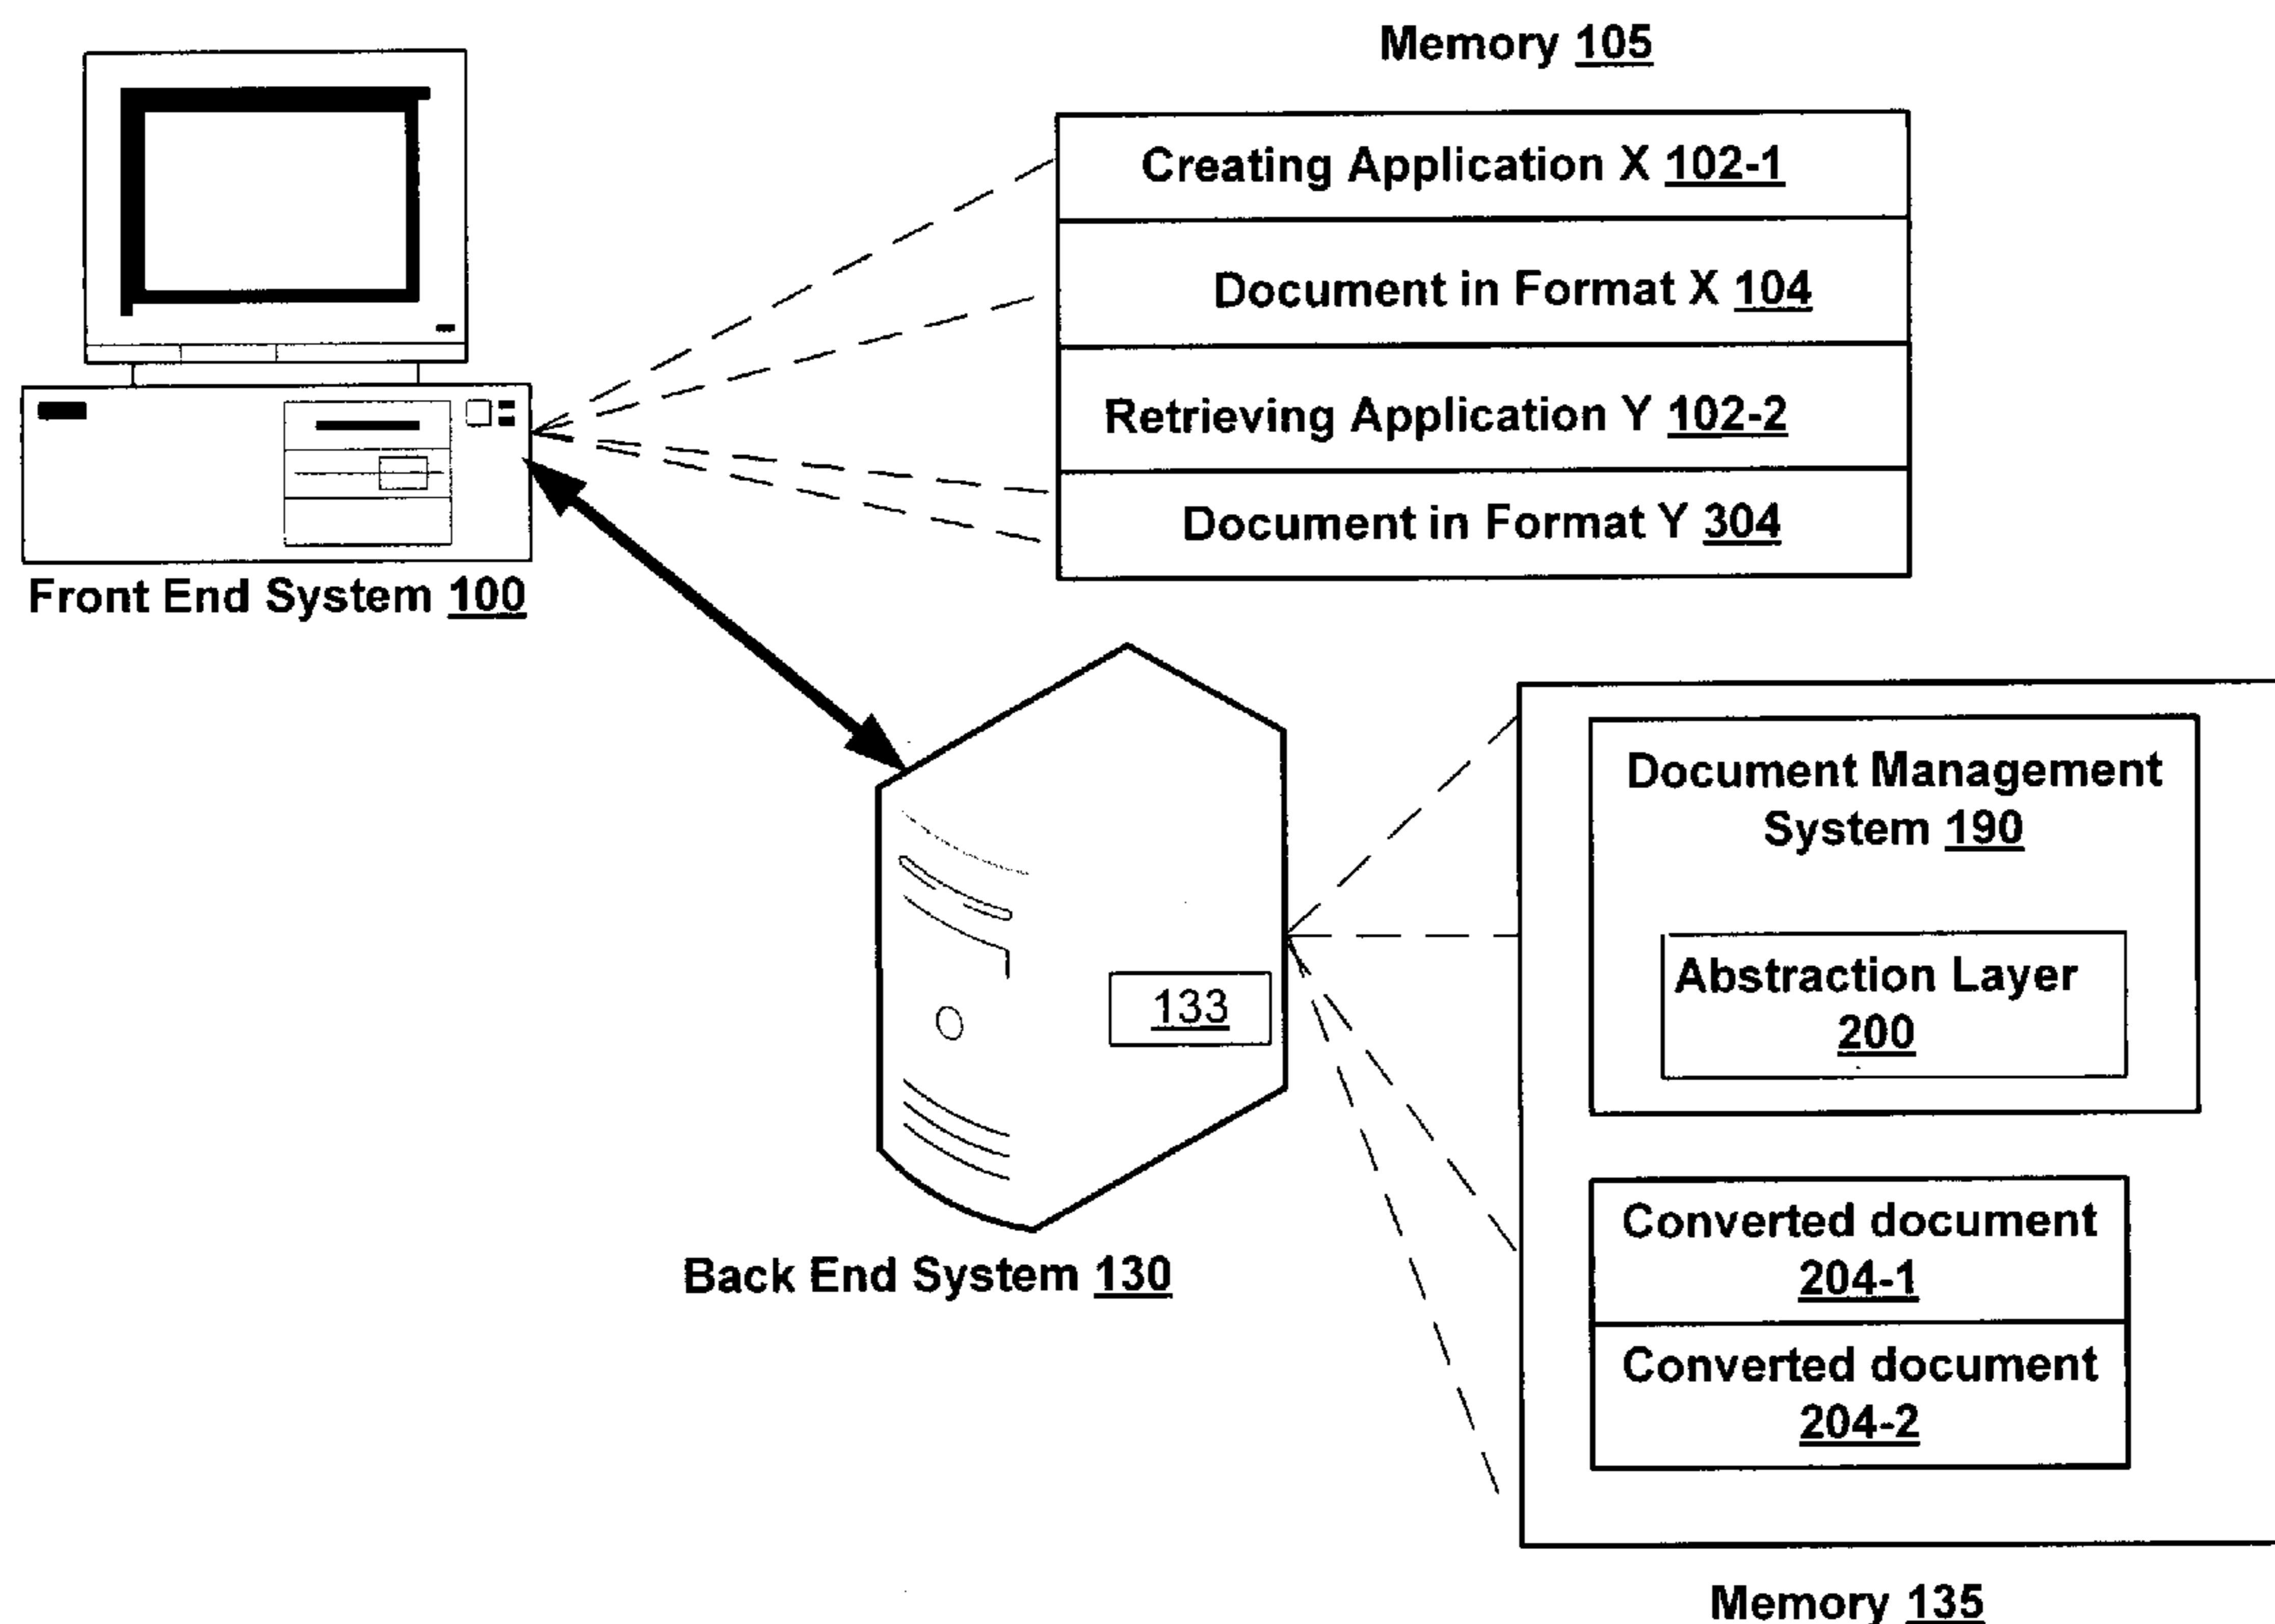 Memory 105
Creating Application X 102-1
Document in Format X 104
Retrieving Application Y 102-2
Document in Format Y 304
Front End System 100
Document Management
System 190
Abstraction Layer
200
133
Converted document
204-1
Back End System 130
Converted document
204-2
Memory 135